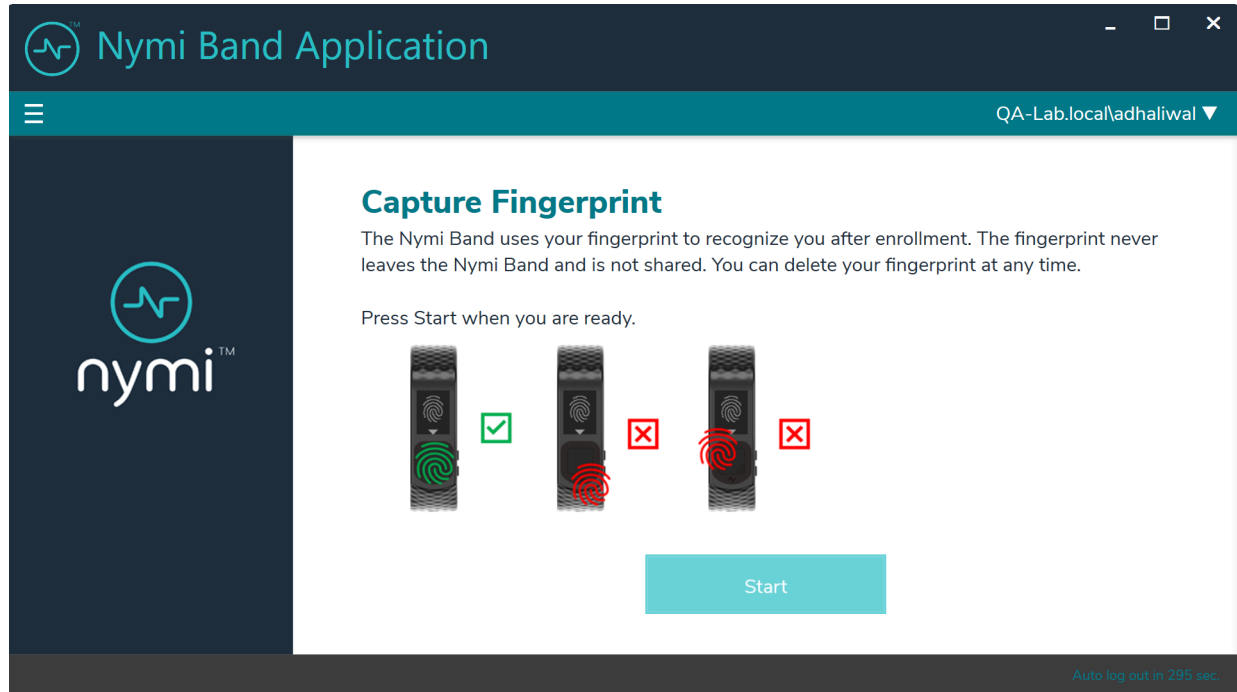 Nymi Band Application
TM
QA-Lab.local\adhaliwal ▼
nymi™
Capture Fingerprint
The Nymi Band uses your fingerprint to recognize you after enrollment. The fingerprint never
leaves the Nymi Band and is not shared. You can delete your fingerprint at any time.
Press Start when you are ready.
Start
Auto log out in 295 sec.